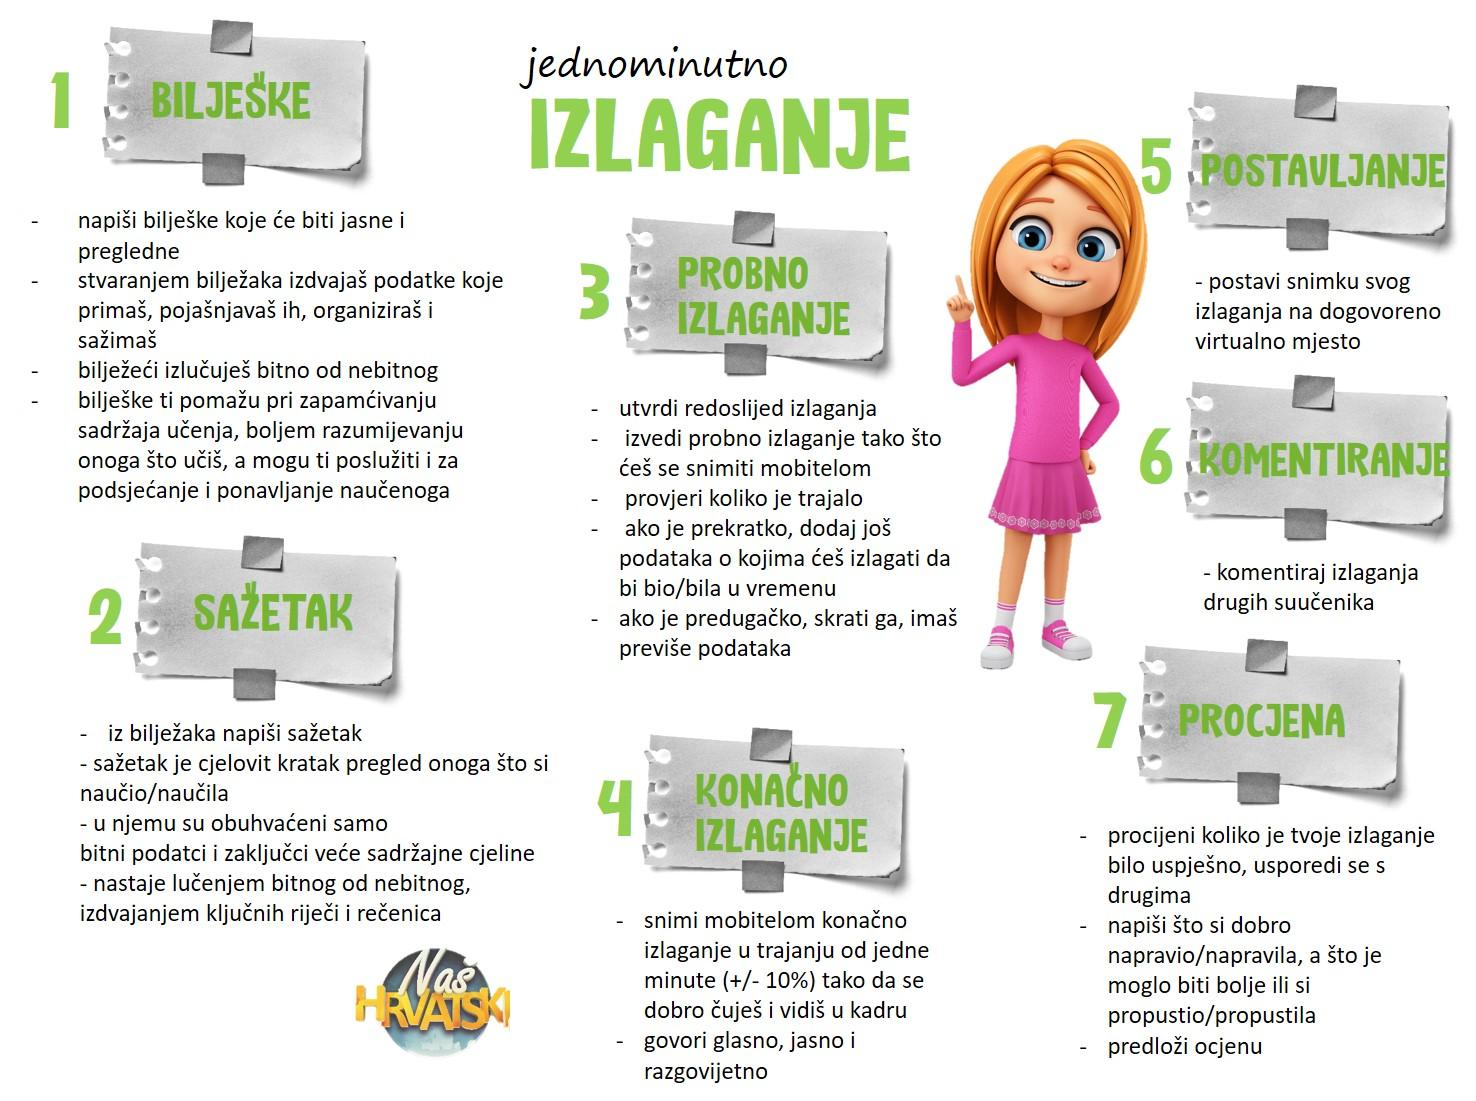 jednominutno
IZLAGANJE
1
BILJEŠKE
- napiši bilješke koje će biti jasne i
pregledne
- stvaranjem bilježaka izdvajaš podatke koje
primaš, pojašnjavaš ih, organiziraš i
sažimaš
- bilježeći izlučuješ bitno od nebitnog
- bilješke ti pomažu pri zapamćivanju
sadržaja učenja, boljem razumijevanju
onoga što učiš, a mogu ti poslužiti i za
podsjećanje i ponavljanje naučenoga
2
SAŽETAK
- iz bilježaka napiši sažetak
- sažetak je cjelovit kratak pregled onoga što si
naučio/naučila
- u njemu su obuhvaćeni samo
bitni podatci i zaključci veće sadržajne cjeline
- nastaje lučenjem bitnog od nebitnog,
izdvajanjem ključnih riječi i rečenica
Naš
HRVATSKI
3
PROBNO
IZLAGANJE
- utvrdi redoslijed izlaganja
- izvedi probno izlaganje tako što
ćeš se snimiti mobitelom
- provjeri koliko je trajalo
- ako je prekratko, dodaj još
podataka o kojima ćeš izlagati da
bi bio/bila u vremenu
- ako je predugačko, skrati ga, imaš
previše podataka
4
KONAČNO
IZLAGANJE
- snimi mobitelom konačno
izlaganje u trajanju od jedne
minute (+/- 10%) tako da se
dobro čuješ i vidiš u kadru
- govori glasno, jasno i
razgovijetno
5
POSTAVLJANJE
- postavi snimku svog
izlaganja na dogovoreno
virtualno mjesto
6
KOMENTIRANJE
- komentiraj izlaganja
drugih suučenika
7
PROCJENA
- procijeni koliko je tvoje izlaganje
bilo uspješno, usporedi se s
drugima
- napiši što si dobro
napravio/napravila, a što je
moglo biti bolje ili si
propustio/propustila
- predloži ocjenu